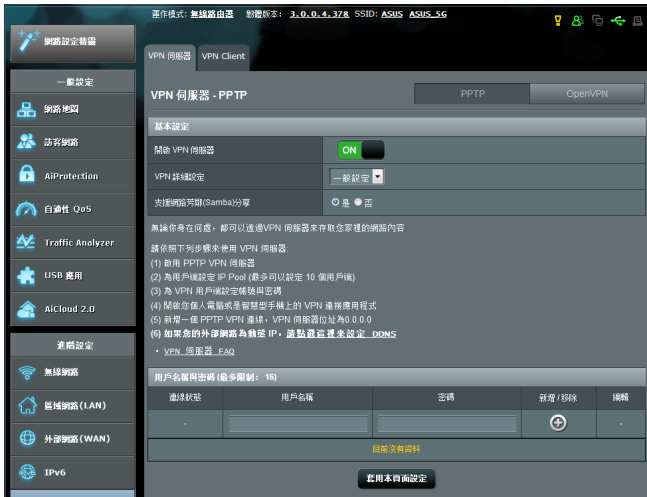 運作模式: 無線路由器 韌體版本: 3.0.0.4.378 SSID: ASUS ASUS_5G
網路設定精靈
一般設定
網路地圖
訪客網路
AiProtection
自適性 QoS
Traffic Analyzer
USB 應用
AiCloud 2.0
進階設定
無線網路
區域網路(LAN)
外部網路(WAN)
IPv6
VPN 伺服器 VPN Client
VPN 伺服器 - PPTP PPTP OpenVPN
基本設定
開啟 VPN 伺服器 ON
VPN 詳細設定 一般設定
支援網路芳鄰(Samba)分享 是 否
無論你身在何處，都可以透過VPN 伺服器來存取您家裡的網路內容
請依照下列步驟來使用 VPN 伺服器:
(1) 啟用 PPTP VPN 伺服器
(2) 為用戶端設定 IP Pool (最多可以設定 10 個用戶端)
(3) 為 VPN 用戶端設定帳號與密碼
(4) 開啟您個人電腦或是智慧型手機上的 VPN 連接應用程式
(5) 新增一個 PPTP VPN 連線，VPN 伺服器位址為0.0.0.0
(6) 如果您的外部網路為動態 IP，請點選這裡來設定 DDNS
• VPN 伺服器 FAQ
用戶名稱與密碼 (最多限制: 16)
連線狀態 用戶名稱 密碼 新增 / 移除 編輯
- -
目前沒有資料
套用本頁面設定